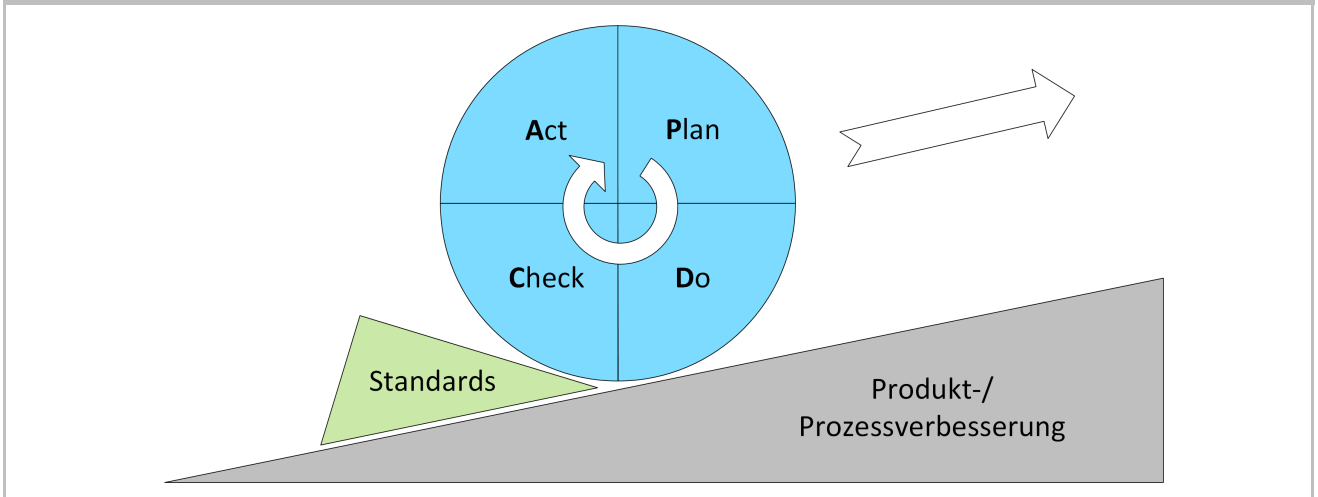 Act
Plan
Check
Do
Standards
Produkt-/
Prozessverbesserung